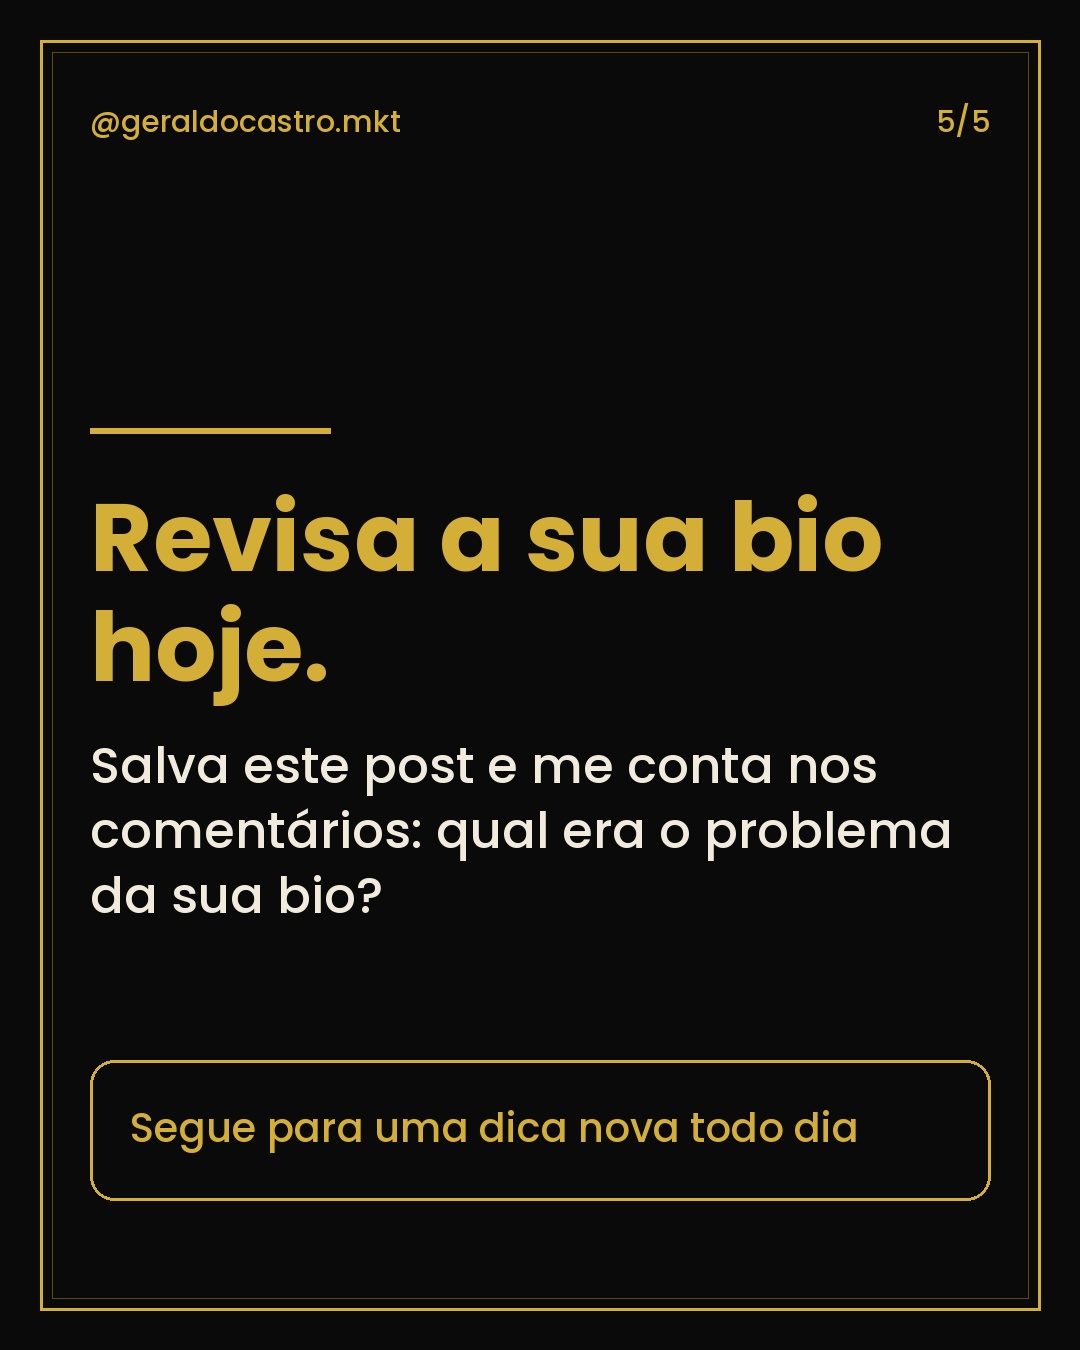 @geraldocastro.mkt
5/5
Revisa a sua bio
hoje.
Salva este post e me conta nos
comentários: qual era o problema
da sua bio?
Segue para uma dica nova todo dia